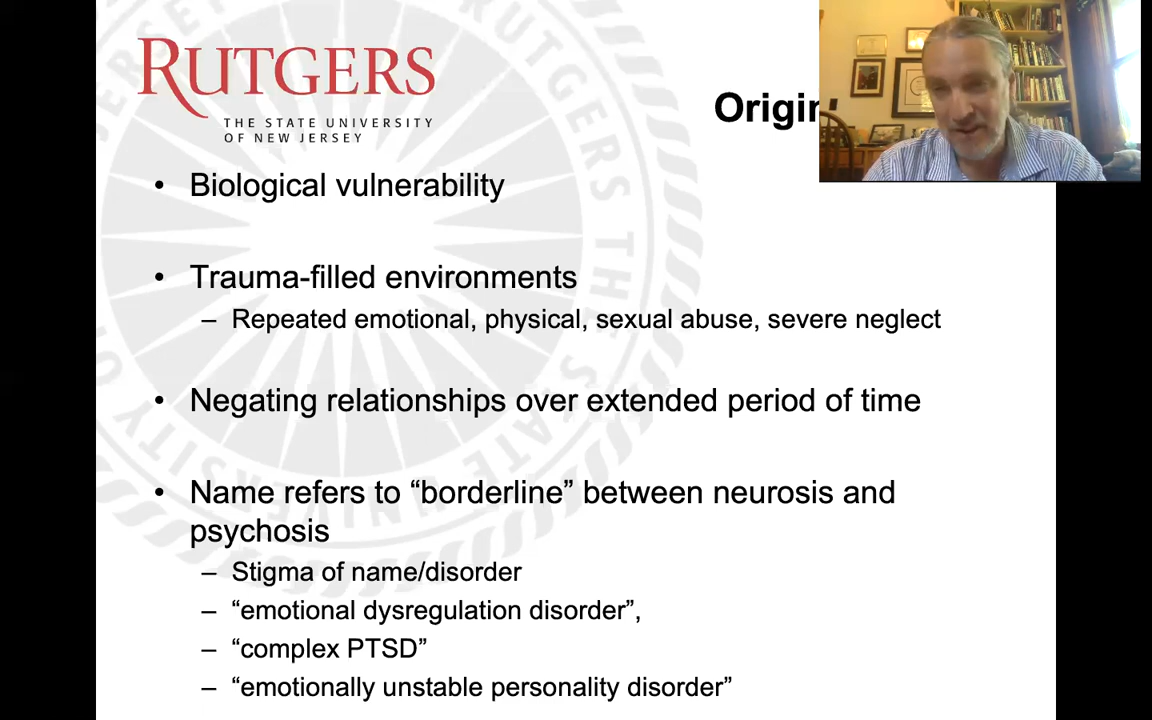 RUTGERS
THE STATE UNIVERSITY
OF NEW JERSEY
• Biological vulnerability
• Trauma-filled environments
– Repeated emotional, physical, sexual abuse, severe neglect
• Negating relationships over extended period of time
• Name refers to “borderline” between neurosis and
psychosis
– Stigma of name/disorder
– “emotional dysregulation disorder”,
– “complex PTSD”
– “emotionally unstable personality disorder”